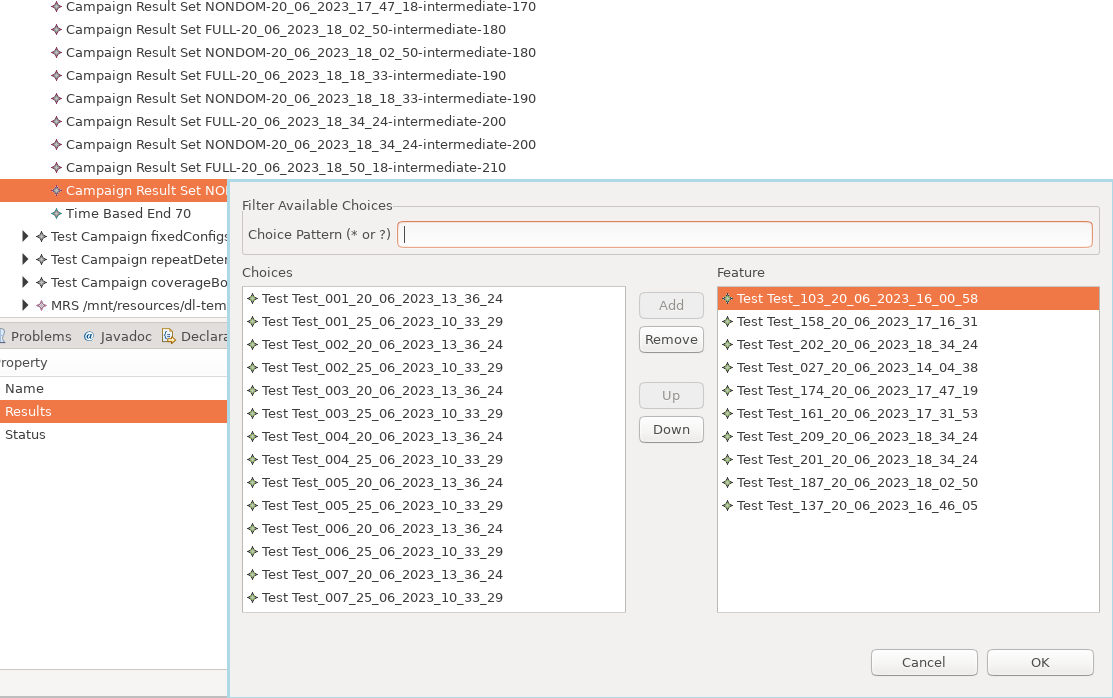 Campaign Result Set NONDOM-20_06_2023_17_47_18-intermediate-170
Campaign Result Set FULL-20_06_2023_18_02_50-intermediate-180
Campaign Result Set NONDOM-20_06_2023_18_02_50-intermediate-180
Campaign Result Set FULL-20_06_2023_18_18_33-intermediate-190
Campaign Result Set NONDOM-20_06_2023_18_18_33-intermediate-190
Campaign Result Set FULL-20_06_2023_18_34_24-intermediate-200
Campaign Result Set NONDOM-20_06_2023_18_34_24-intermediate-200
Campaign Result Set FULL-20_06_2023_18_50_18-intermediate-210
Campaign Result Set NO
Time Based End 70
Test Campaign fixedConfigs
Test Campaign repeatDeter
Test Campaign coverageBo
MRS /mnt/resources/dl-tem
Problems @ Javadoc Declara
roperty
Name
Results
Status
Filter Available Choices
Choice Pattern (* or ?)
Choices
Test Test_001_20_06_2023_13_36_24
Test Test_001_25_06_2023_10_33_29
Test Test_002_20_06_2023_13_36_24
Test Test_002_25_06_2023_10_33_29
Test Test_003_20_06_2023_13_36_24
Test Test_003_25_06_2023_10_33_29
Test Test_004_20_06_2023_13_36_24
Test Test_004_25_06_2023_10_33_29
Test Test_005_20_06_2023_13_36_24
Test Test_005_25_06_2023_10_33_29
Test Test_006_20_06_2023_13_36_24
Test Test_006_25_06_2023_10_33_29
Test Test_007_20_06_2023_13_36_24
Test Test_007_25_06_2023_10_33_29
Add
Remove
Up
Down
Feature
Test Test_103_20_06_2023_16_00_58
Test Test_158_20_06_2023_17_16_31
Test Test_202_20_06_2023_18_34_24
Test Test_027_20_06_2023_14_04_38
Test Test_174_20_06_2023_17_47_19
Test Test_161_20_06_2023_17_31_53
Test Test_209_20_06_2023_18_34_24
Test Test_201_20_06_2023_18_34_24
Test Test_187_20_06_2023_18_02_50
Test Test_137_20_06_2023_16_46_05
Cancel
OK